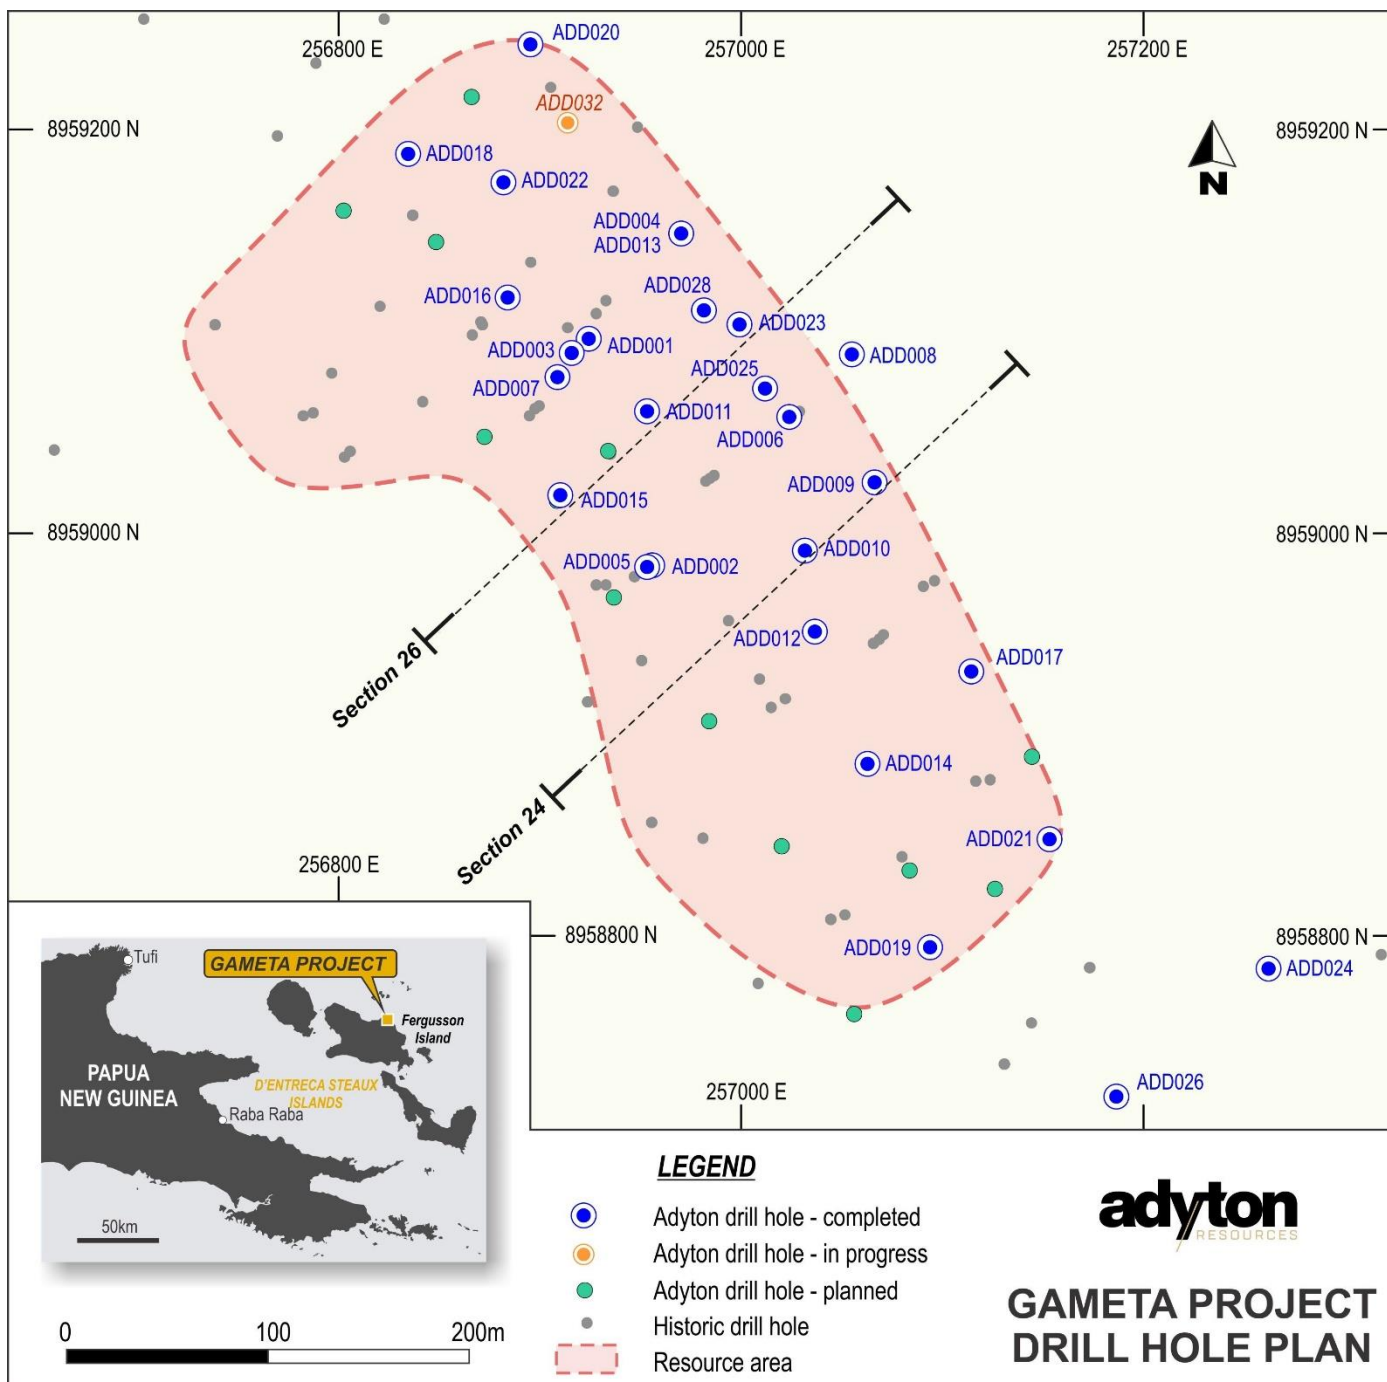 256800 E
ADD020
257000 E
257200 E
ADD032
8959200 N
8959200 N
ADD018
ADD022
N
ADD004
ADD013
ADD028
ADD016
ADD023
ADD001
ADD003
ADD008
ADD025
ADD007
ADD011
ADD006
ADD009
ADD015
8959000 N
8959000 N
ADD010
ADD005
ADD002
ADD012
ADD017
Section 26
ADD014
Section 24
ADD021
256800 E
8958800 N
8958800 N
ADD019
ADD024
ADD026
257000 E
Tufi
GAMETA PROJECT
Fergusson
Island
PAPUA
NEW GUINEA
D'ENTRECA STEAUX
ISLANDS
Raba Raba
50km
0 100 200m
LEGEND
Adyton drill hole - completed
Adyton drill hole - in progress
Adyton drill hole - planned
Historic drill hole
Resource area
adyton
RESOURCES
GAMETA PROJECT
DRILL HOLE PLAN